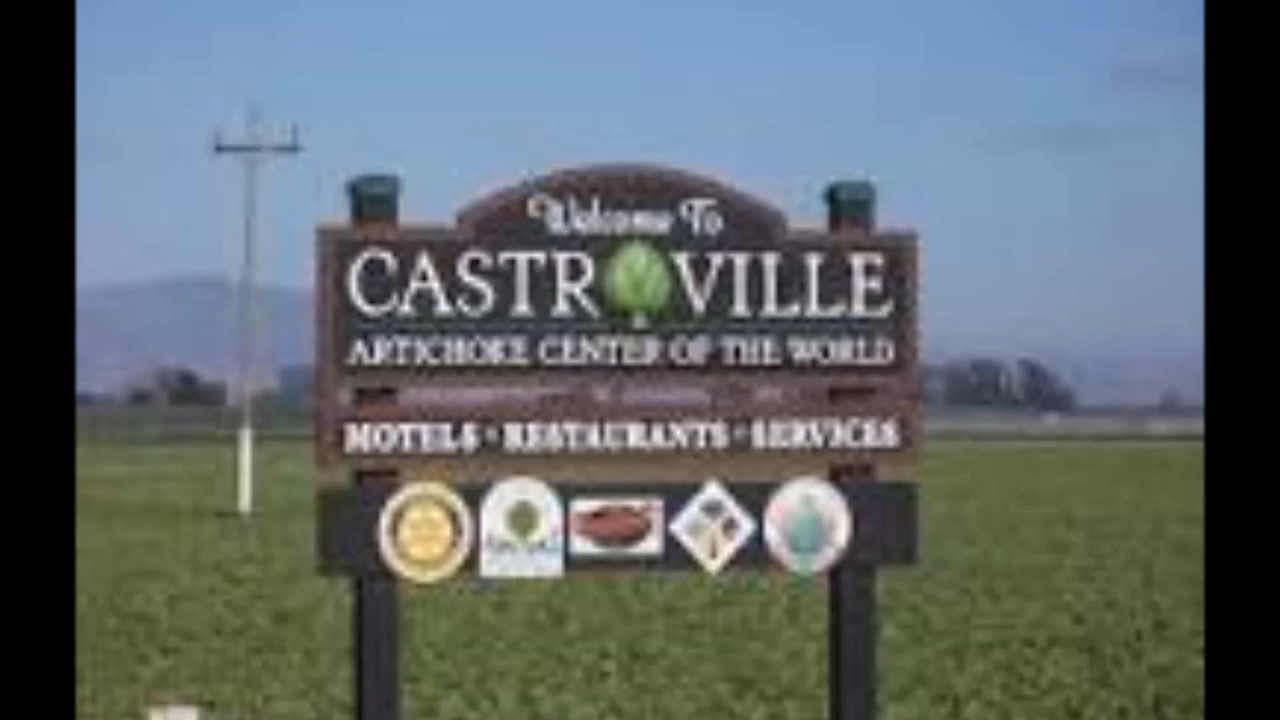 Welcome To
CASTROVILLE
ARTICHOKE CENTER OF THE WORLD
MOTELS · RESTAURANTS · SERVICES